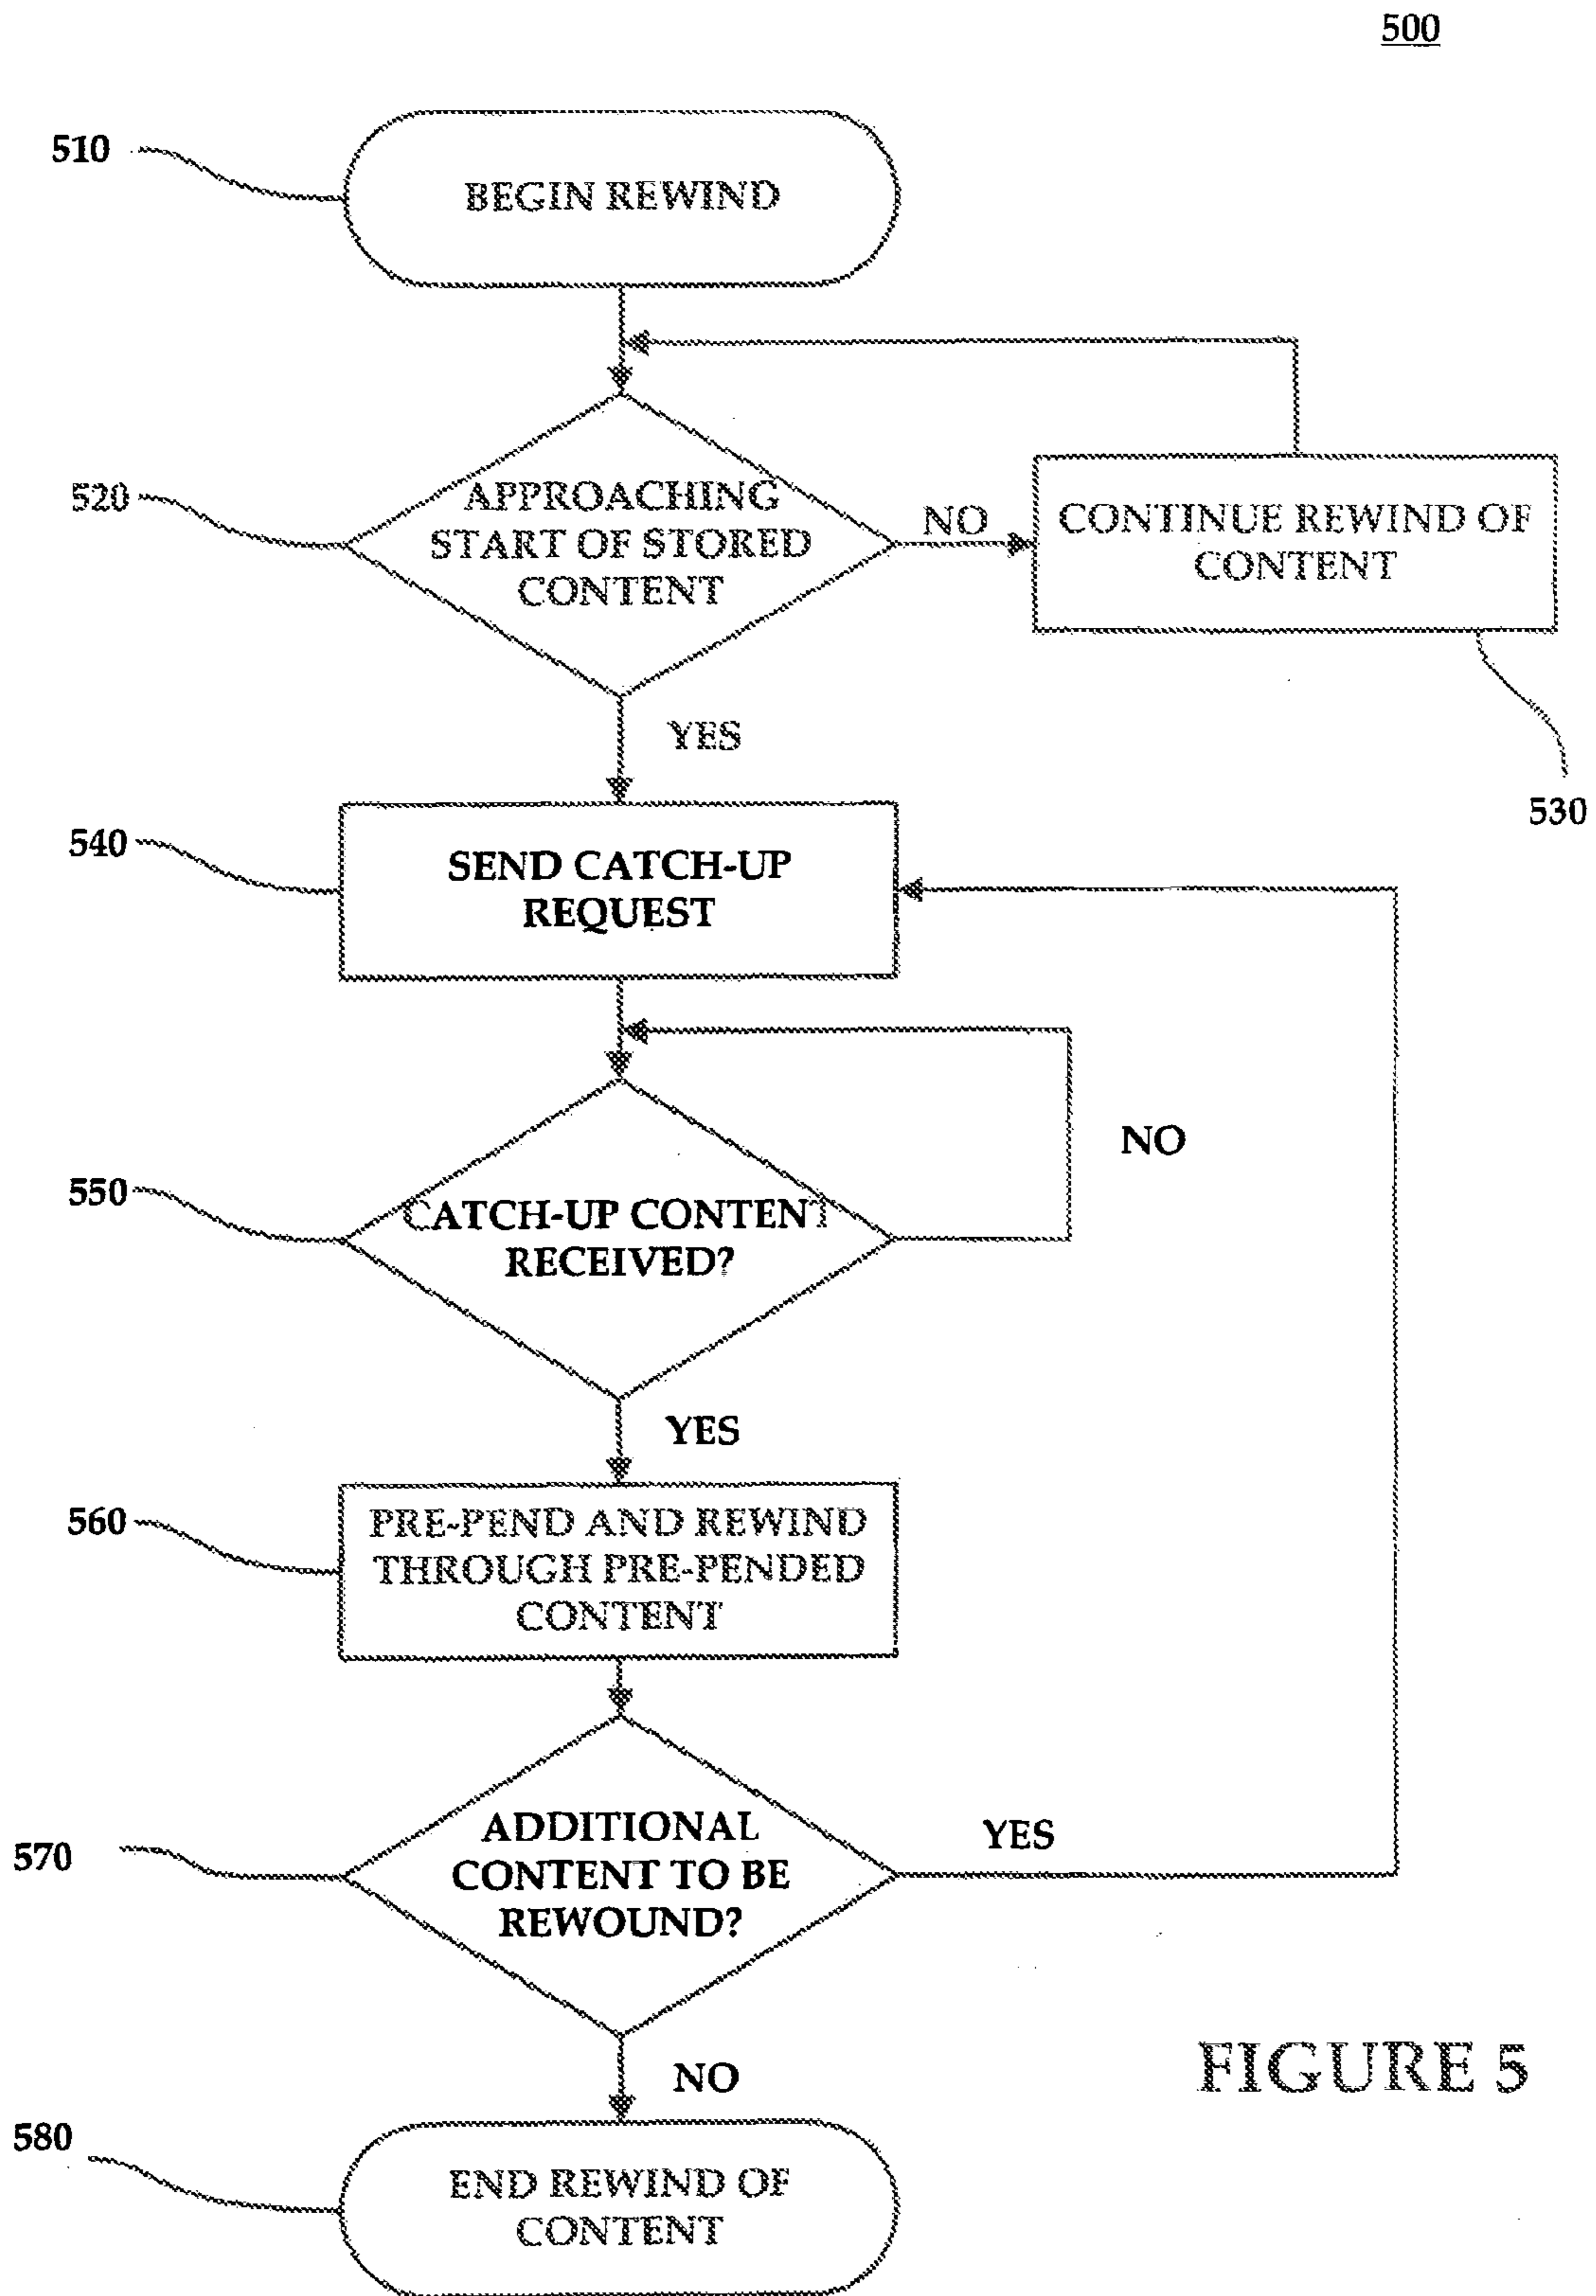 500
510
BEGIN REWIND
520
APPROACHING
START OF STORED
CONTENT
NO
CONTINUE REWIND OF
CONTENT
530
YES
540
SEND CATCH-UP
REQUEST
550
CATCH-UP CONTENT
RECEIVED?
NO
YES
560
PRE-PEND AND REWIND
THROUGH PRE-PENDED
CONTENT
570
ADDITIONAL
CONTENT TO BE
REWOUND?
YES
NO
580
END REWIND OF
CONTENT
FIGURE 5